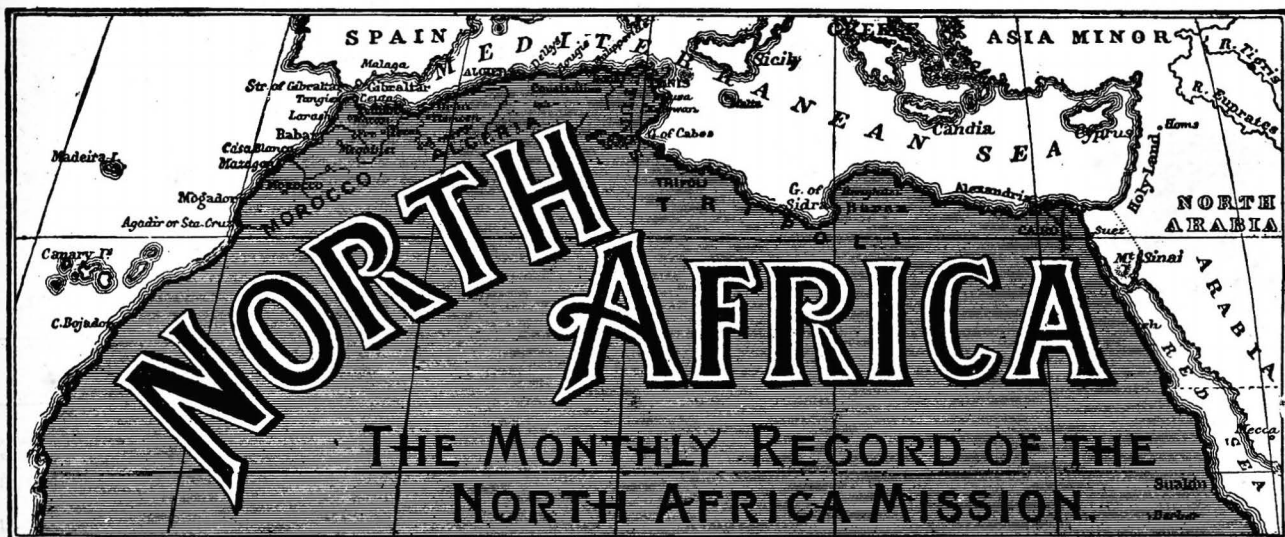 SPAIN
MEDITERRANEAN SEA
GREECE
ASIA MINOR
R. Tigris
R. Euphrates
Malaga
Sicily
Str. of Gibraltar
Gibraltar
Tangier
Ceuta
Larash
Malta
Candia
Cyprus
Homs
Holy Land
G. of Cabes
Casa Blanca
Mazagan
Madeira I.
ALGERIA
MOROCCO
Mogador
Agadir or Sta. Cruz
TRIPOLI
G. of Sidra
Alexandria
CAIRO
Suez
NORTH
ARABIA
Canary Is.
Mt. Sinai
ARABIA
C. Bojador
RED SEA
Mecca
NORTH
AFRICA
THE MONTHLY RECORD OF THE
NORTH AFRICA MISSION.
Berber